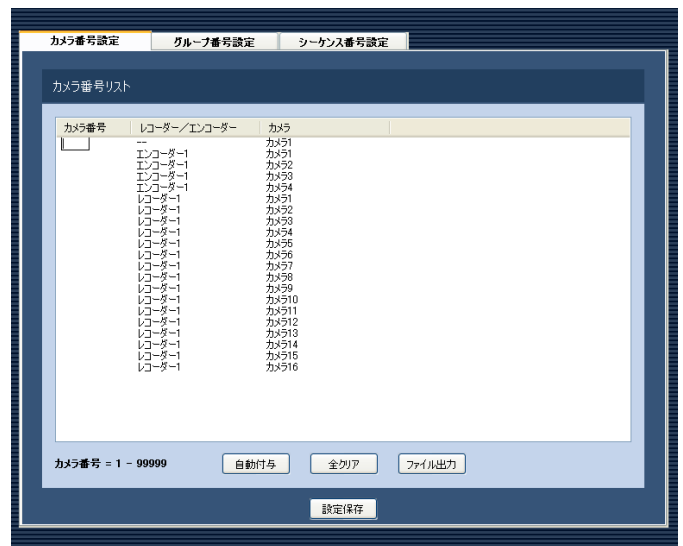 カメラ番号設定 グループ番号設定 シーケンス番号設定
カメラ番号リスト
カメラ番号 レコーダー／エンコーダー カメラ
-- カメラ1
エンコーダー1 カメラ1
エンコーダー1 カメラ2
エンコーダー1 カメラ3
エンコーダー1 カメラ4
レコーダー1 カメラ1
レコーダー1 カメラ2
レコーダー1 カメラ3
レコーダー1 カメラ4
レコーダー1 カメラ5
レコーダー1 カメラ6
レコーダー1 カメラ7
レコーダー1 カメラ8
レコーダー1 カメラ9
レコーダー1 カメラ10
レコーダー1 カメラ11
レコーダー1 カメラ12
レコーダー1 カメラ13
レコーダー1 カメラ14
レコーダー1 カメラ15
レコーダー1 カメラ16
カメラ番号 = 1 - 99999 自動付与 全クリア ファイル出力
設定保存